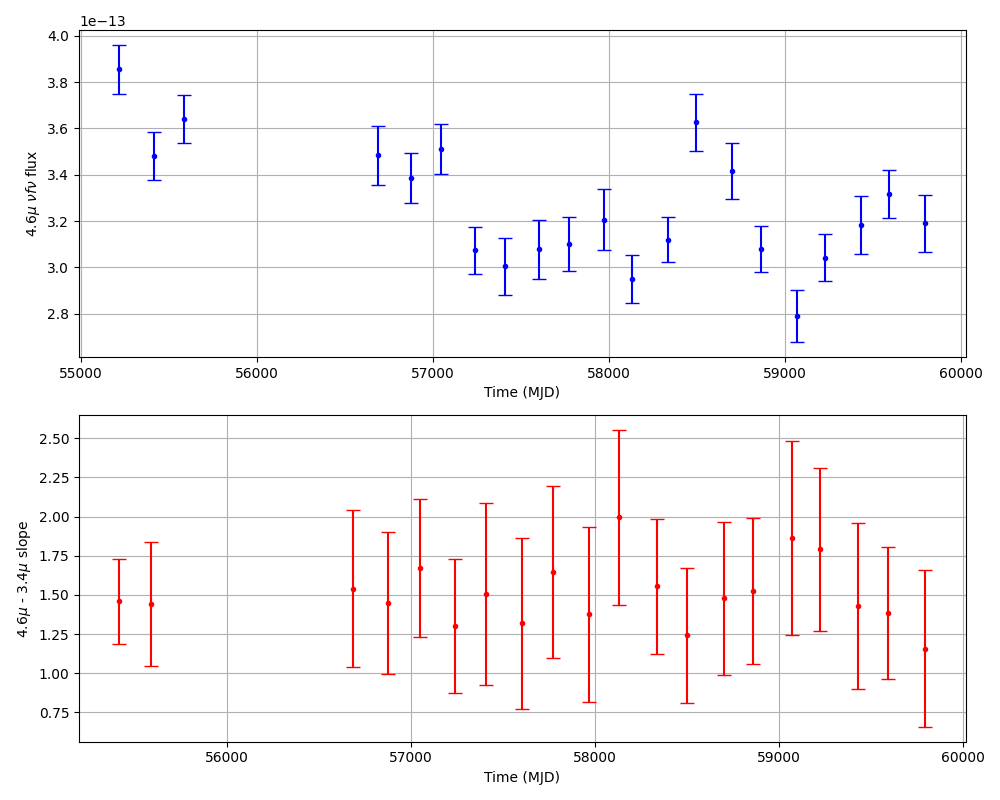 1e−13
4.0
3.8
3.6
3.4
3.2
3.0
2.8
4.6μ νfν flux
55000 56000 57000 58000 59000 60000
Time (MJD)
2.50
2.25
2.00
1.75
1.50
1.25
1.00
0.75
4.6μ - 3.4μ slope
56000 57000 58000 59000 60000
Time (MJD)